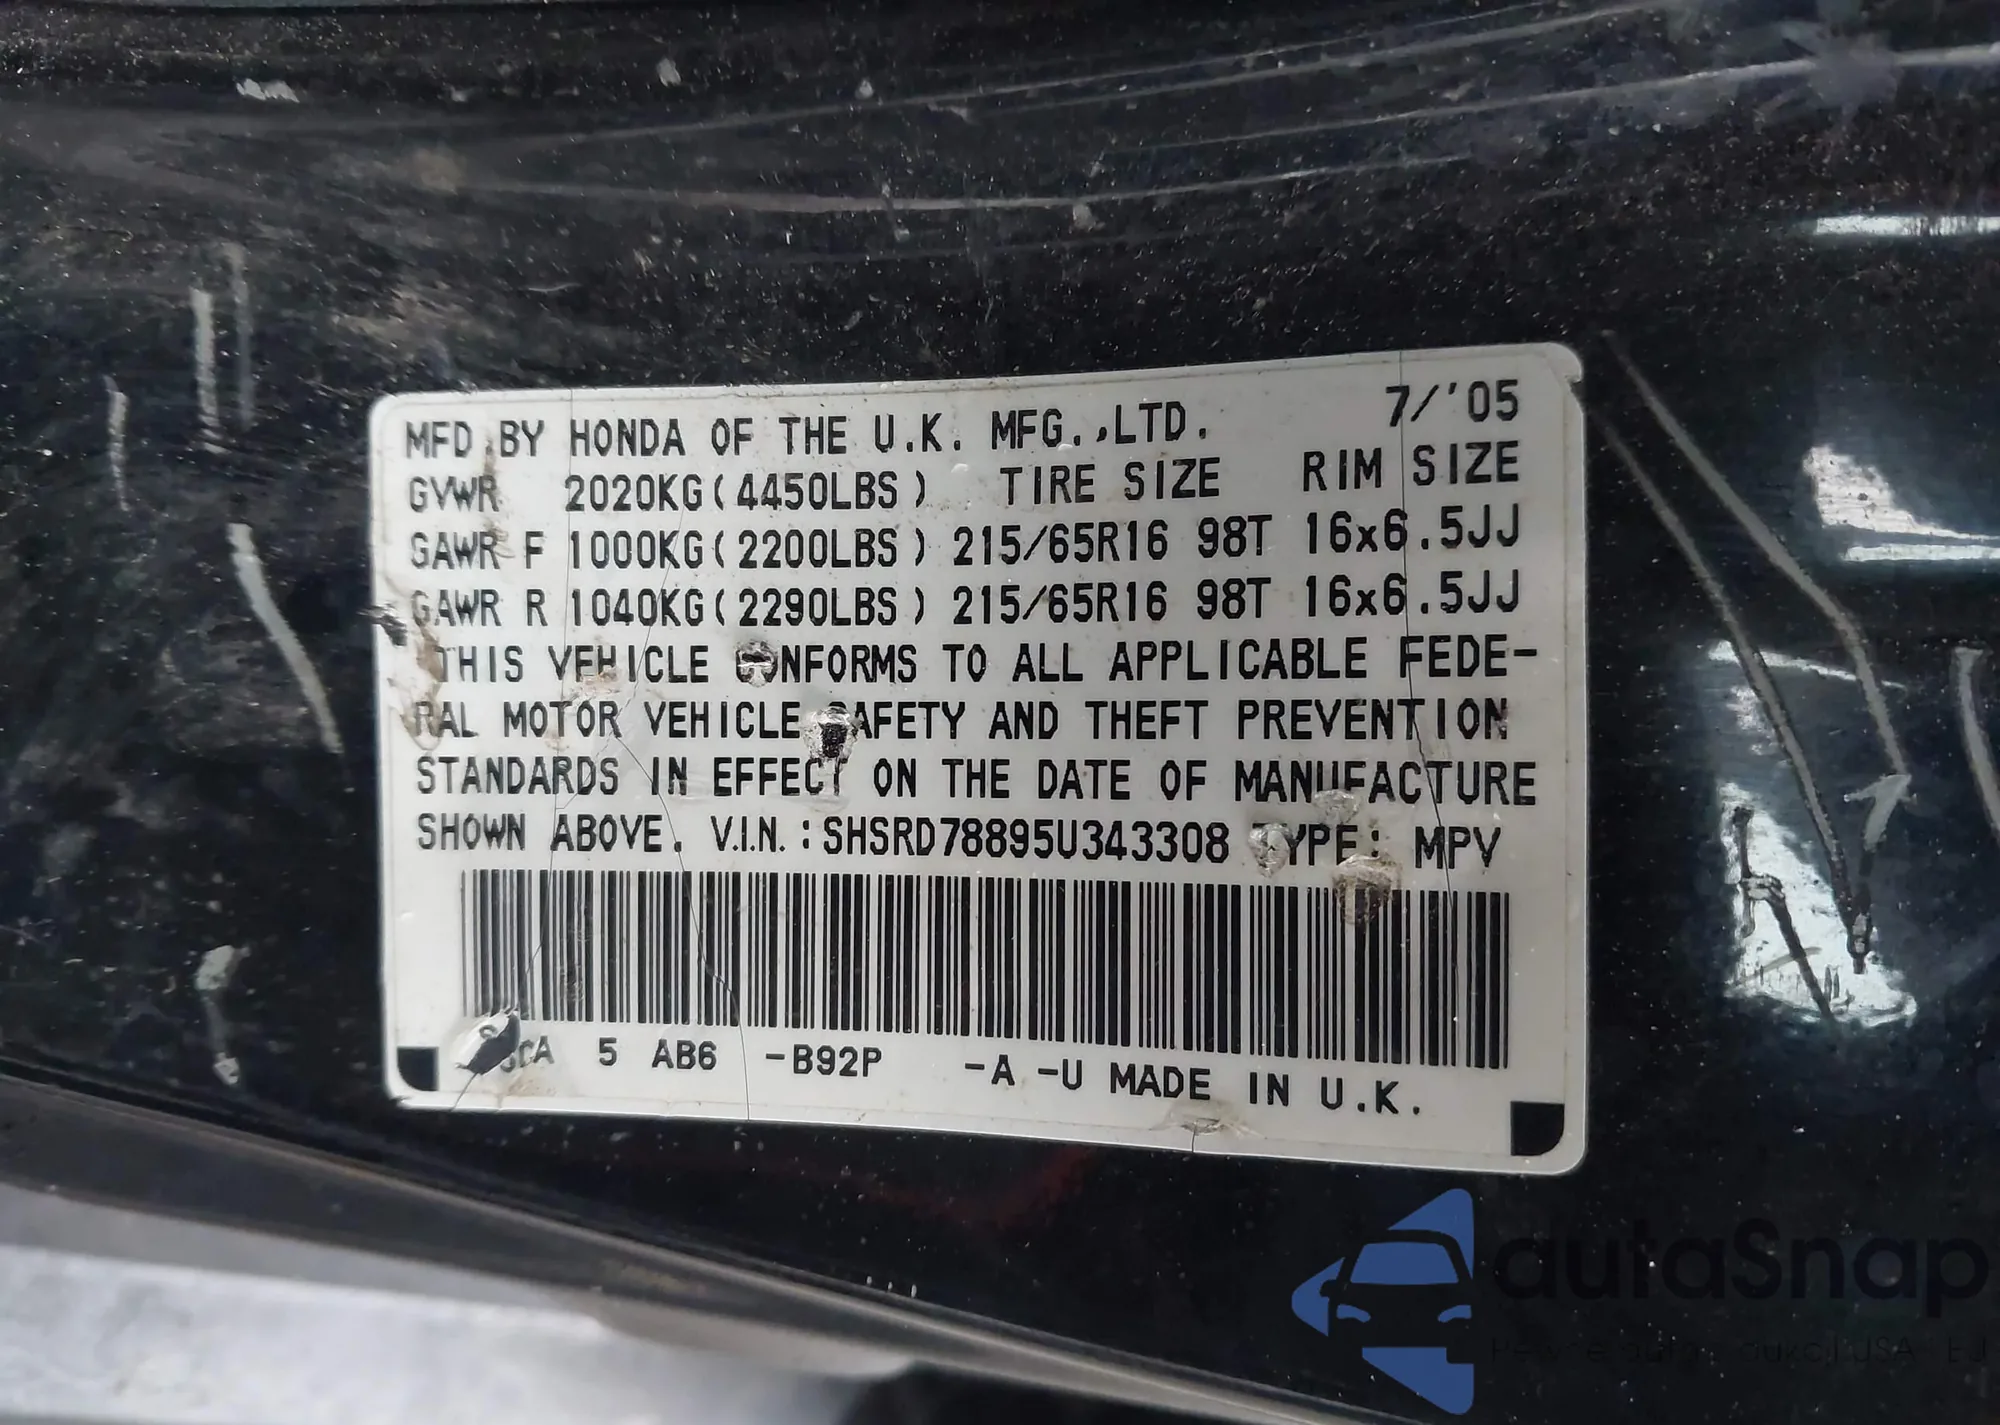 MFD.BY HONDA OF THE U.K. MFG.,LTD. 7/'05
GVWR 2020KG(4450LBS) TIRE SIZE RIM SIZE
GAWR F 1000KG(2200LBS) 215/65R16 98T 16x6.5JJ
GAWR R 1040KG(2290LBS) 215/65R16 98T 16x6.5JJ
THIS VEHICLE CONFORMS TO ALL APPLICABLE FEDE-
RAL MOTOR VEHICLE SAFETY AND THEFT PREVENTION
STANDARDS IN EFFECT ON THE DATE OF MANUFACTURE
SHOWN ABOVE. V.I.N.:SHSRD78895U343308 TYPE: MPV
5 AB6 -B92P -A -U MADE IN U.K.
autaSnap